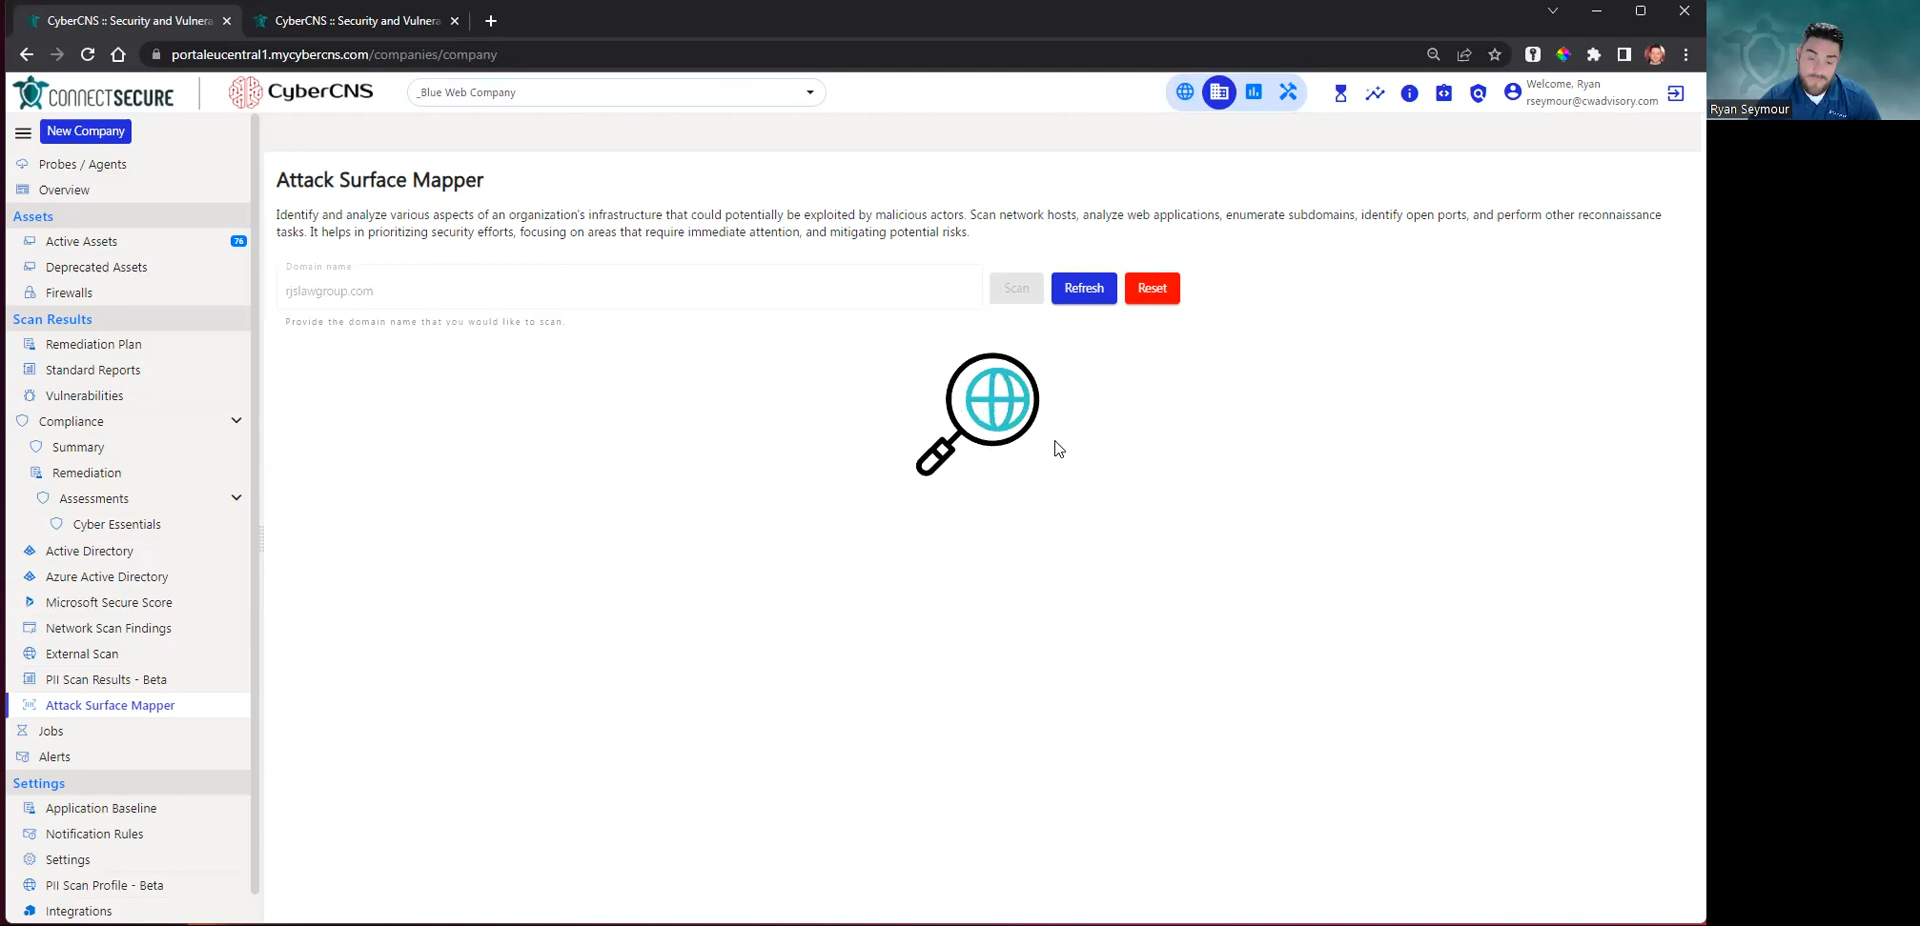 CyberCNS :: Security and Vulnera
CyberCNS :: Security and Vulnera
portaleucentral1.mycybercns.com/companies/company
CONNECTSECURE
CyberCNS
_Blue Web Company
Welcome, Ryan
rseymour@cwadvisory.com
Ryan Seymour
New Company
Probes / Agents
Overview
Assets
Active Assets 76
Deprecated Assets
Firewalls
Scan Results
Remediation Plan
Standard Reports
Vulnerabilities
Compliance
Summary
Remediation
Assessments
Cyber Essentials
Active Directory
Azure Active Directory
Microsoft Secure Score
Network Scan Findings
External Scan
PII Scan Results - Beta
Attack Surface Mapper
Jobs
Alerts
Settings
Application Baseline
Notification Rules
Settings
PII Scan Profile - Beta
Integrations
Attack Surface Mapper
Identify and analyze various aspects of an organization's infrastructure that could potentially be exploited by malicious actors. Scan network hosts, analyze web applications, enumerate subdomains, identify open ports, and perform other reconnaissance
tasks. It helps in prioritizing security efforts, focusing on areas that require immediate attention, and mitigating potential risks.
Domain name
rjslawgroup.com
Scan
Refresh
Reset
Provide the domain name that you would like to scan.